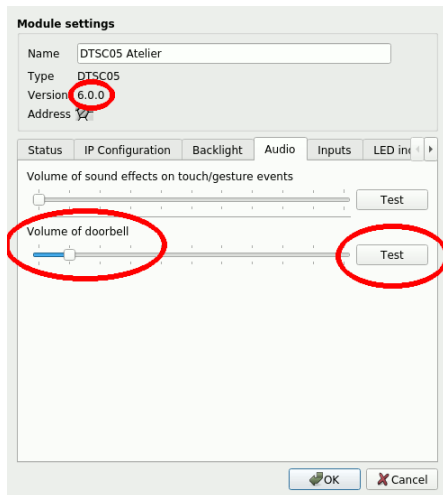 Module settings
Name DTSC05 Atelier
Type DTSC05
Version 6.0.0
Address
Status IP Configuration Backlight Audio Inputs LED in
Volume of sound effects on touch/gesture events
Test
Volume of doorbell
Test
OK Cancel